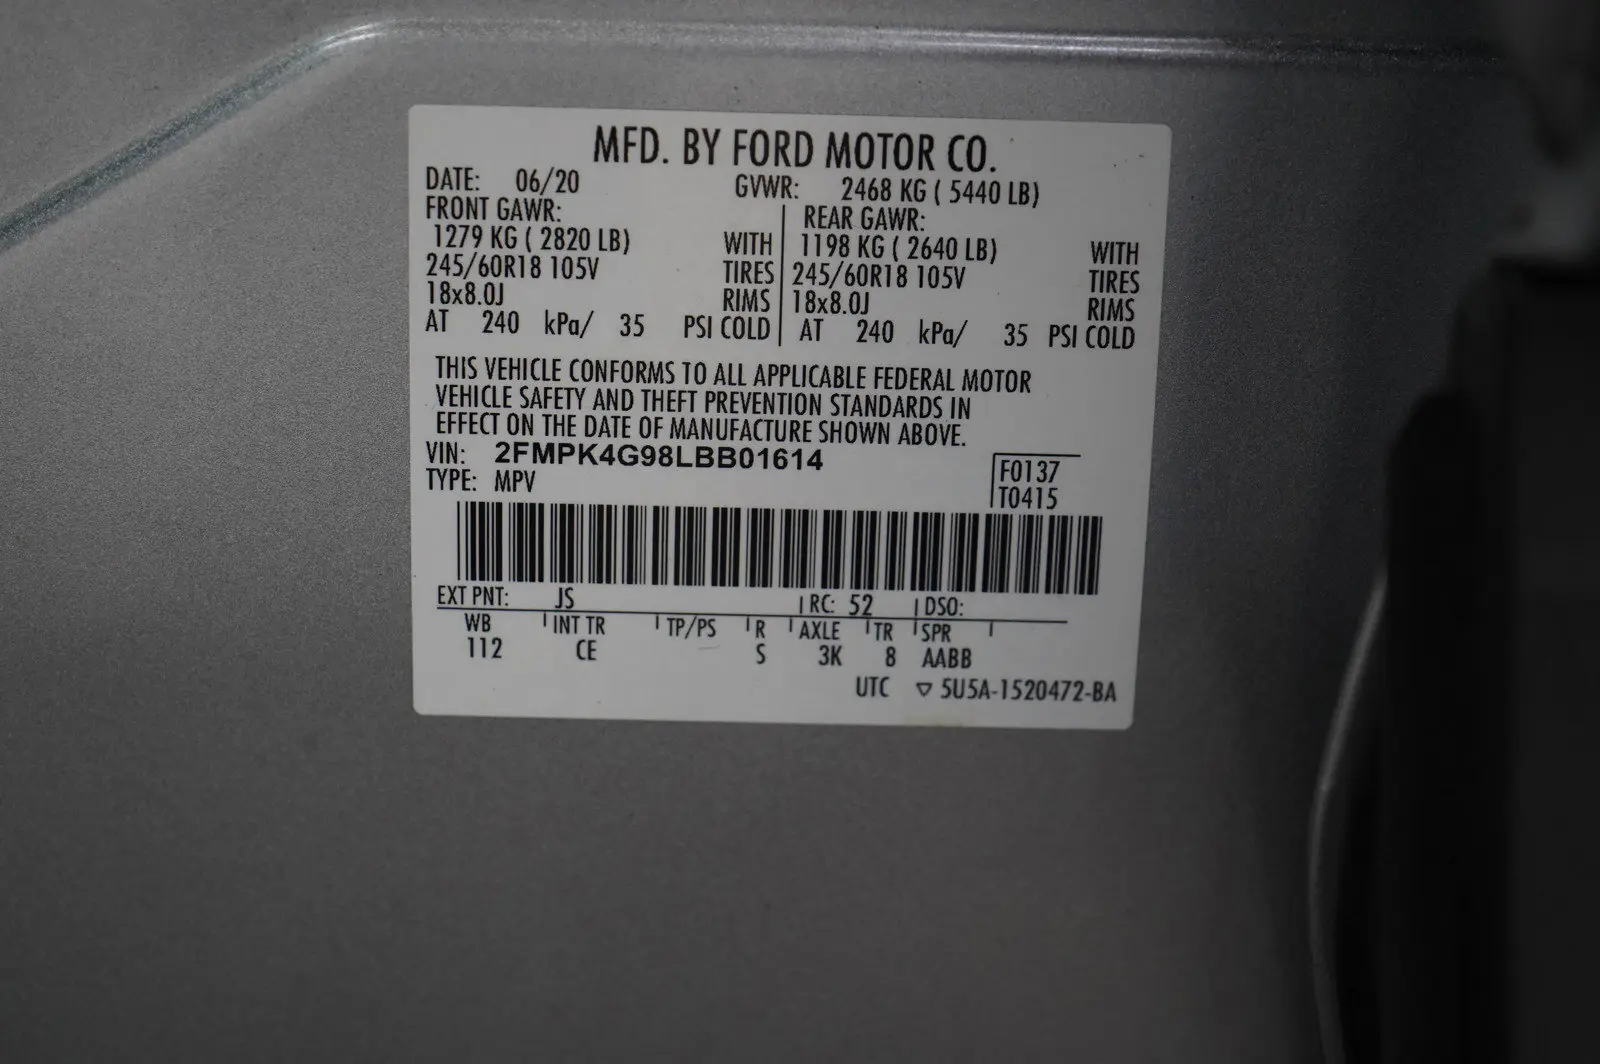 MFD. BY FORD MOTOR CO.
DATE: 06/20 GVWR: 2468 KG ( 5440 LB)
FRONT GAWR: REAR GAWR:
1279 KG ( 2820 LB) WITH 1198 KG ( 2640 LB) WITH
245/60R18 105V TIRES 245/60R18 105V TIRES
18x8.0J RIMS 18x8.0J RIMS
AT 240 kPa/ 35 PSI COLD AT 240 kPa/ 35 PSI COLD
THIS VEHICLE CONFORMS TO ALL APPLICABLE FEDERAL MOTOR
VEHICLE SAFETY AND THEFT PREVENTION STANDARDS IN
EFFECT ON THE DATE OF MANUFACTURE SHOWN ABOVE.
VIN: 2FMPK4G98LBB01614
TYPE: MPV
F0137
T0415
EXT PNT: JS RC: 52 DSO:
WB INT TR TP/PS R AXLE TR SPR
112 CE S 3K 8 AABB
UTC ▽ 5U5A-1520472-BA